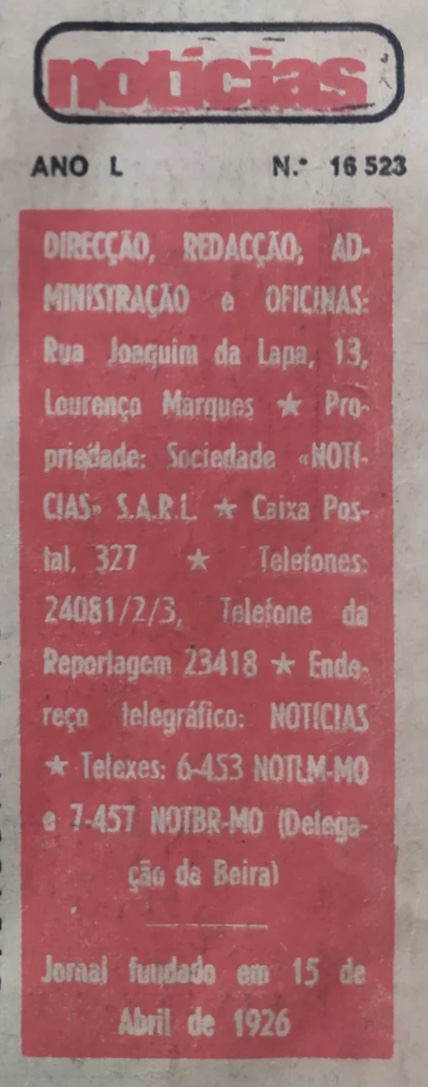 notícias
ANO L N.º 16 523
DIRECÇÃO, REDACÇÃO, AD-
MINISTRAÇÃO e OFICINAS:
Rua Joaquim da Lapa, 13,
Lourenço Marques ★ Pro-
priedade: Sociedade «NOTÍ-
CIAS» S.A.R.L. ★ Caixa Pos-
tal, 327 ★ Telefones:
24081/2/3, Telefone da
Reportagem 23418 ★ Ende-
reço telegráfico: NOTÍCIAS
★ Telexes: 6-453 NOTLM-MO
e 7-457 NOTBR-MO (Delega-
ção da Beira)
Jornal fundado em 15 de
Abril de 1926